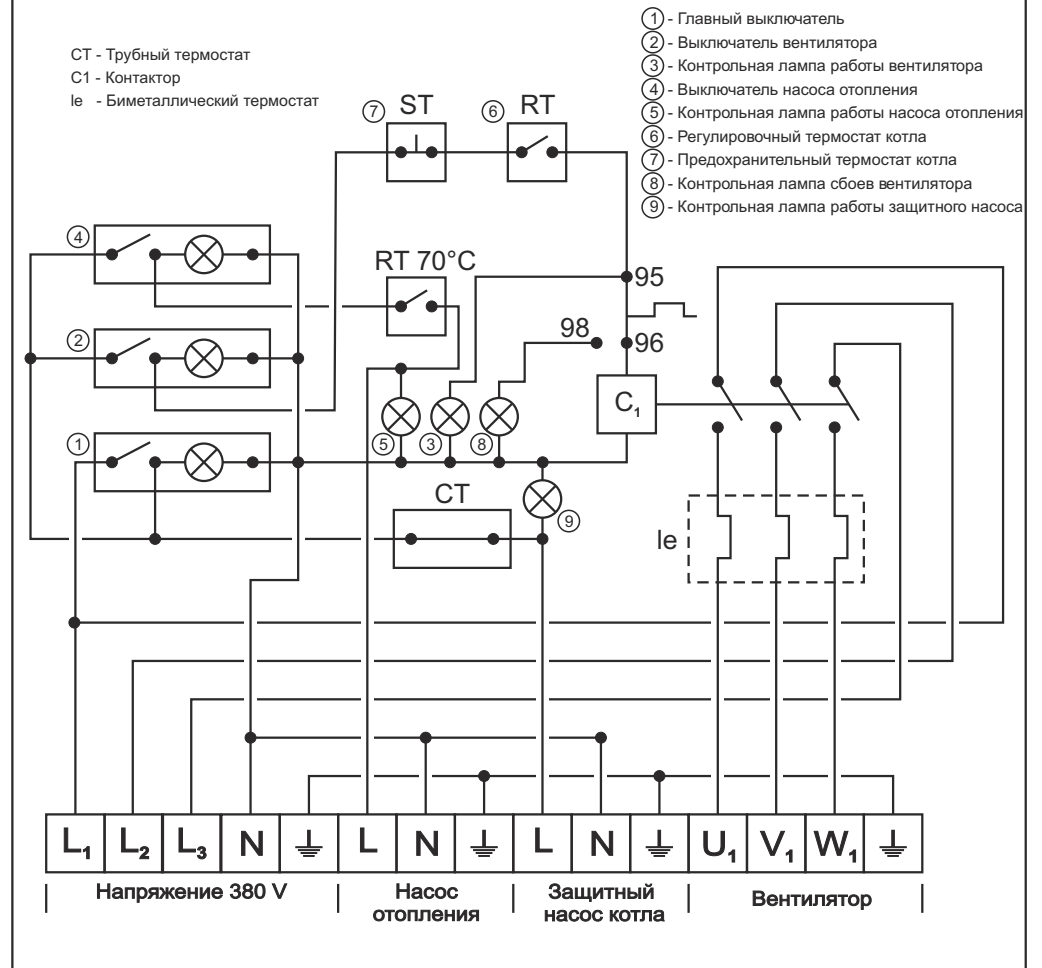 СТ - Трубный термостат
С1 - Контактор
Ie - Биметаллический термостат
1 - Главный выключатель
2 - Выключатель вентилятора
3 - Контрольная лампа работы вентилятора
4 - Выключатель насоса отопления
5 - Контрольная лампа работы насоса отопления
6 - Регулировочный термостат котла
7 - Предохранительный термостат котла
8 - Контрольная лампа сбоев вентилятора
9 - Контрольная лампа работы защитного насоса
7 ST
6 RT
4
RT 70°C
95
2
98
96
C1
1
5
3
8
CT
9
Ie
L1 L2 L3 N L N L N U1 V1 W1
Напряжение 380 V
Насос
отопления
Защитный
насос котла
Вентилятор